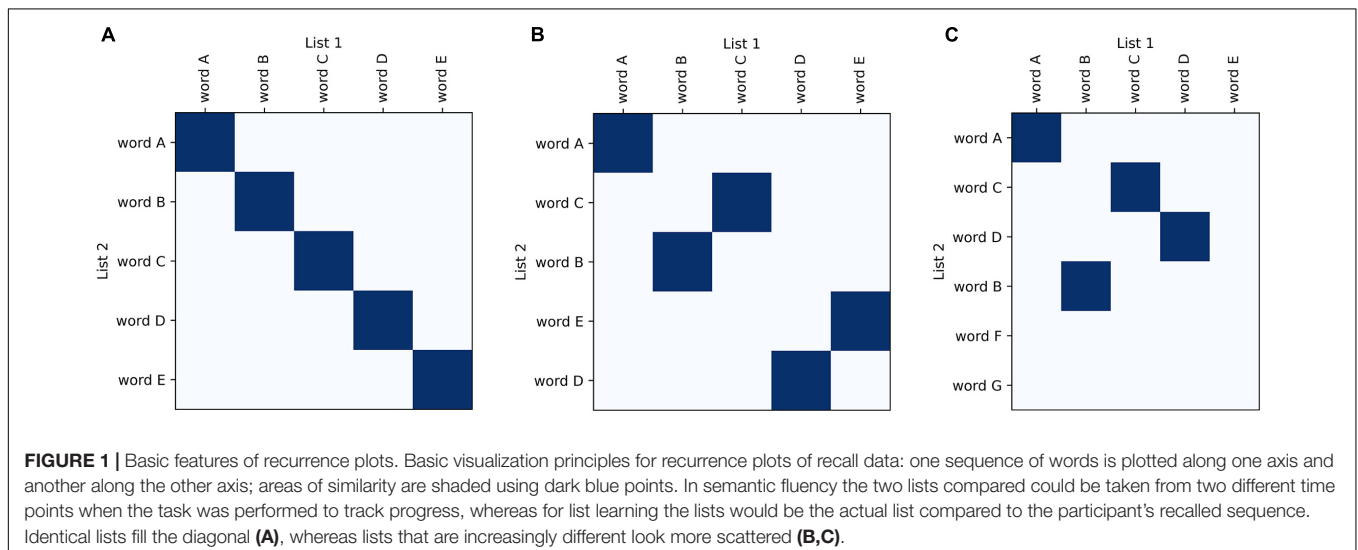 A
List 1
word A
word B
word C
word D
word E
List 2
word A
word B
word C
word D
word E
B
List 1
word A
word B
word C
word D
word E
List 2
word A
word C
word B
word E
word D
C
List 1
word A
word B
word C
word D
word E
List 2
word A
word C
word D
word B
word F
word G
FIGURE 1 | Basic features of recurrence plots. Basic visualization principles for recurrence plots of recall data: one sequence of words is plotted along one axis and
another along the other axis; areas of similarity are shaded using dark blue points. In semantic fluency the two lists compared could be taken from two different time
points when the task was performed to track progress, whereas for list learning the lists would be the actual list compared to the participant's recalled sequence.
Identical lists fill the diagonal (A), whereas lists that are increasingly different look more scattered (B,C).